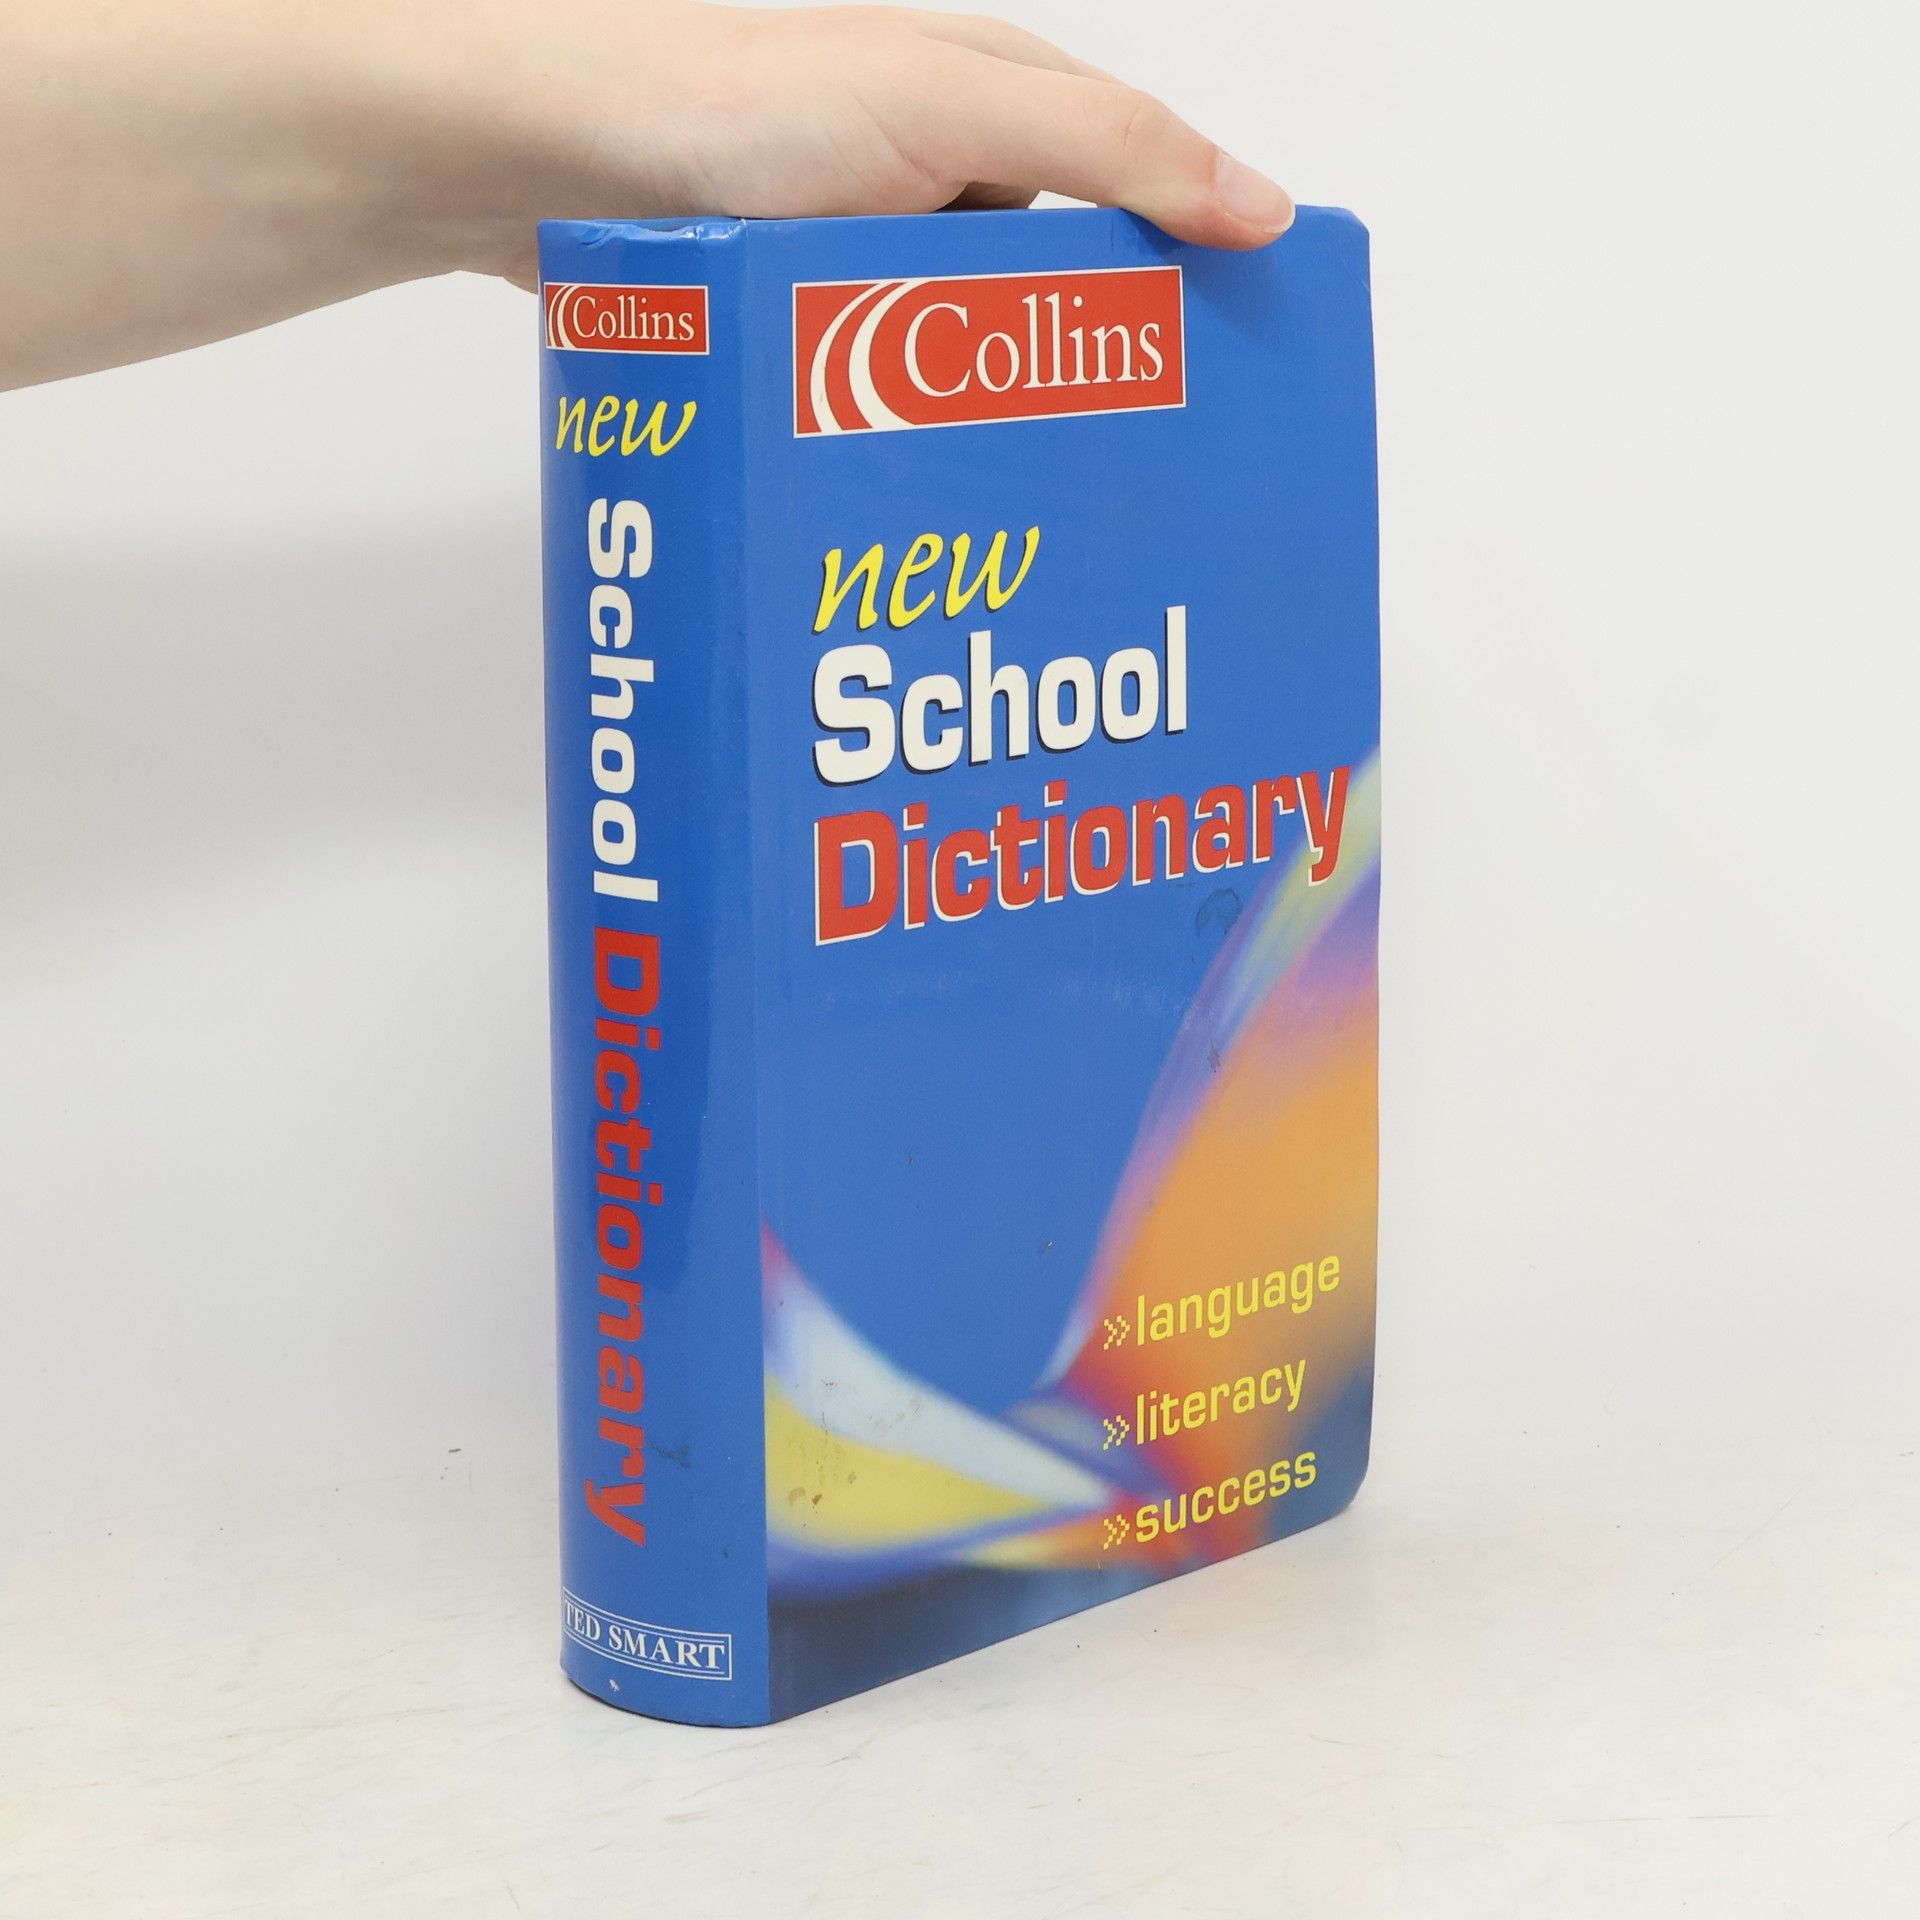 Collins
new
School Dictionary
TED SMART
Collins
new
School
Dictionary
»language
»literacy
»success